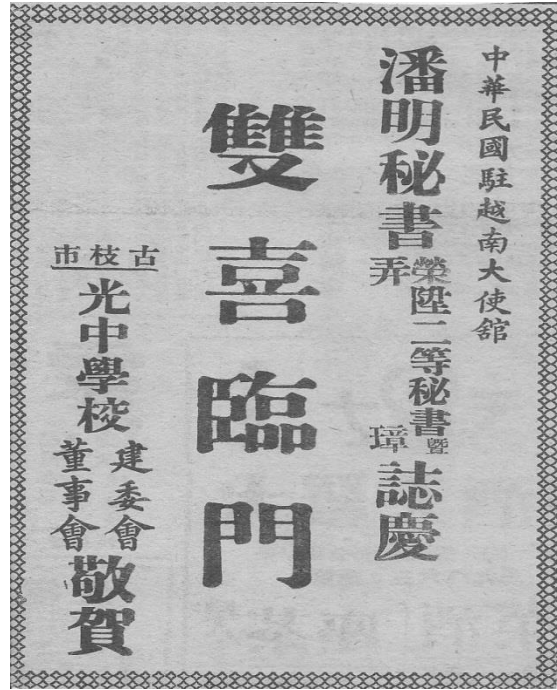 中華民國駐越南大使館
潘明秘書榮陞二等秘書暨弄璋誌慶
雙喜臨門
古枝市
光中學校
建委會
董事會
敬賀